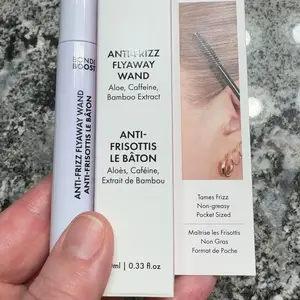 BONDI
BOOST
ANTI-FRIZZ FLYAWAY WAND
ANTI-FRISOTTIS LE BÂTON
ANTI-FRIZZ
FLYAWAY
WAND
Aloe, Caffeine,
Bamboo Extract
ANTI-
FRISOTTIS
LE BÂTON
Aloès, Caféine,
Extrait de Bambou
ml | 0.33 fl.oz
Tames Frizz
Non-greasy
Pocket Sized
Maîtrise les Frisottis
Non Gras
Format de Poche